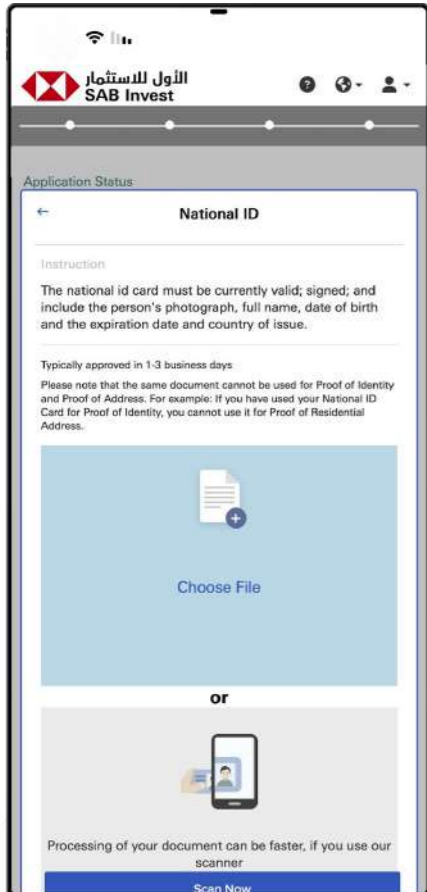 الأول للاستثمار
SAB Invest
Application Status
National ID
Instruction
The national id card must be currently valid; signed; and
include the person's photograph, full name, date of birth
and the expiration date and country of issue.
Typically approved in 1-3 business days
Please note that the same document cannot be used for Proof of Identity
and Proof of Address. For example: If you have used your National ID
Card for Proof of Identity, you cannot use it for Proof of Residential
Address.
Choose File
or
Processing of your document can be faster, if you use our
scanner
Scan Now